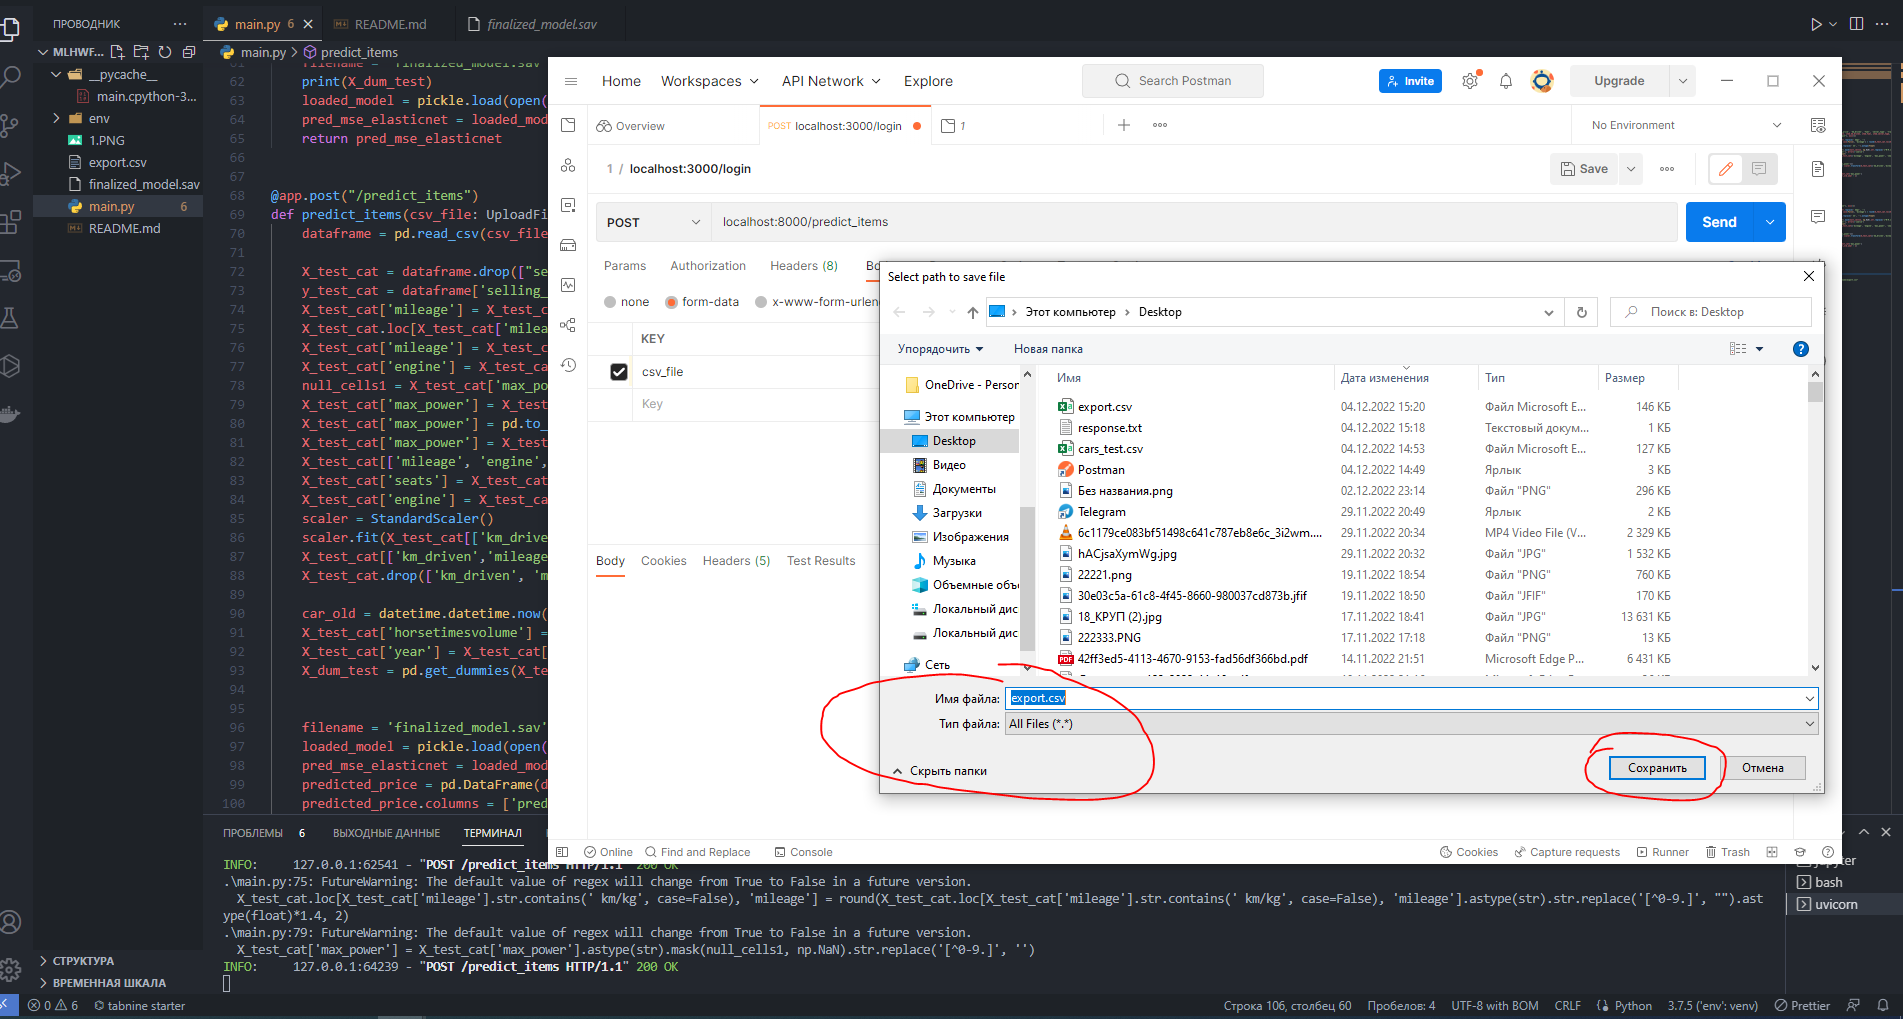 ПРОВОДНИК ···
main.py 6
README.md
finalized_model.sav
MLHWF...
main.py > predict_items
__pycache__
main.cpython-3...
env
1.PNG
export.csv
finalized_model.sav
main.py 6
README.md
СТРУКТУРА
ВРЕМЕННАЯ ШКАЛА
61 filename = 'finalized_model.sav
62 print(X_dum_test)
63 loaded_model = pickle.load(open(
64 pred_mse_elasticnet = loaded_mod
65 return pred_mse_elasticnet
66
67
68 @app.post("/predict_items")
69 def predict_items(csv_file: UploadFi
70 dataframe = pd.read_csv(csv_file
71
72 X_test_cat = dataframe.drop(["se
73 y_test_cat = dataframe['selling_
74 X_test_cat['mileage'] = X_test_c
75 X_test_cat.loc[X_test_cat['milea
76 X_test_cat['mileage'] = X_test_c
77 X_test_cat['engine'] = X_test_ca
78 null_cells1 = X_test_cat['max_po
79 X_test_cat['max_power'] = X_test
80 X_test_cat['max_power'] = pd.to_
81 X_test_cat['max_power'] = X_test
82 X_test_cat[['mileage', 'engine',
83 X_test_cat['seats'] = X_test_cat
84 X_test_cat['engine'] = X_test_ca
85 scaler = StandardScaler()
86 scaler.fit(X_test_cat[['km_drive
87 X_test_cat[['km_driven','mileage
88 X_test_cat.drop(['km_driven', 'm
89
90 car_old = datetime.datetime.now(
91 X_test_cat['horsetimesvolume'] =
92 X_test_cat['year'] = X_test_cat[
93 X_dum_test = pd.get_dummies(X_te
94
95
96 filename = 'finalized_model.sav'
97 loaded_model = pickle.load(open(
98 pred_mse_elasticnet = loaded_mod
99 predicted_price = pd.DataFrame(d
100 predicted_price.columns = ['pred
Home Workspaces API Network Explore
Search Postman
Invite
Upgrade
Overview
POST localhost:3000/login
1
No Environment
1 / localhost:3000/login
Save
POST
localhost:8000/predict_items
Send
Params Authorization Headers (8) Bo
none form-data x-www-form-urlen
KEY
csv_file
Key
Body Cookies Headers (5) Test Results
Select path to save file
Этот компьютер > Desktop
Поиск в: Desktop
Упорядочить Новая папка
OneDrive - Persor
Этот компьютер
Desktop
Видео
Документы
Загрузки
Изображения
Музыка
Объемные объ
Локальный дис
Локальный дис
Сеть
Имя Дата изменения Тип Размер
export.csv 04.12.2022 15:20 Файл Microsoft E... 146 КБ
response.txt 04.12.2022 15:18 Текстовый докум... 1 КБ
cars_test.csv 04.12.2022 14:53 Файл Microsoft E... 127 КБ
Postman 04.12.2022 14:49 Ярлык 3 КБ
Без названия.png 02.12.2022 23:14 Файл "PNG" 296 КБ
Telegram 29.11.2022 20:49 Ярлык 2 КБ
6c1179ce083bf51498c641c787eb8e6c_3i2wm.... 29.11.2022 20:34 MP4 Video File (V... 2 329 КБ
hACjsaXymWg.jpg 29.11.2022 20:32 Файл "JPG" 1 532 КБ
22221.png 19.11.2022 18:54 Файл "PNG" 760 КБ
30e03c5a-61c8-4f45-8660-980037cd873b.jfif 19.11.2022 18:50 Файл "JFIF" 170 КБ
18_КРУП (2).jpg 17.11.2022 18:41 Файл "JPG" 13 631 КБ
222333.PNG 17.11.2022 17:18 Файл "PNG" 13 КБ
42ff3ed5-4113-4670-9153-fad56df366bd.pdf 14.11.2022 21:51 Microsoft Edge P... 6 431 КБ
Имя файла: export.csv
Тип файла: All Files (*.*)
Скрыть папки
Сохранить Отмена
Online Find and Replace Console
Cookies Capture requests Runner Trash
ПРОБЛЕМЫ 6 ВЫХОДНЫЕ ДАННЫЕ ТЕРМИНАЛ
INFO: 127.0.0.1:62541 - "POST /predict_items HTTP/1.1" 200 OK
.\main.py:75: FutureWarning: The default value of regex will change from True to False in a future version.
X_test_cat.loc[X_test_cat['mileage'].str.contains(' km/kg', case=False), 'mileage'] = round(X_test_cat.loc[X_test_cat['mileage'].str.contains(' km/kg', case=False), 'mileage'].astype(str).str.replace('[^0-9.]', "").ast
ype(float)*1.4, 2)
.\main.py:79: FutureWarning: The default value of regex will change from True to False in a future version.
X_test_cat['max_power'] = X_test_cat['max_power'].astype(str).mask(null_cells1, np.NaN).str.replace('[^0-9.]', '')
INFO: 127.0.0.1:64239 - "POST /predict_items HTTP/1.1" 200 OK
bash
uvicorn
0 6 tabnine starter
Строка 106, столбец 60 Пробелов: 4 UTF-8 with BOM CRLF Python 3.7.5 ('env': venv) Prettier